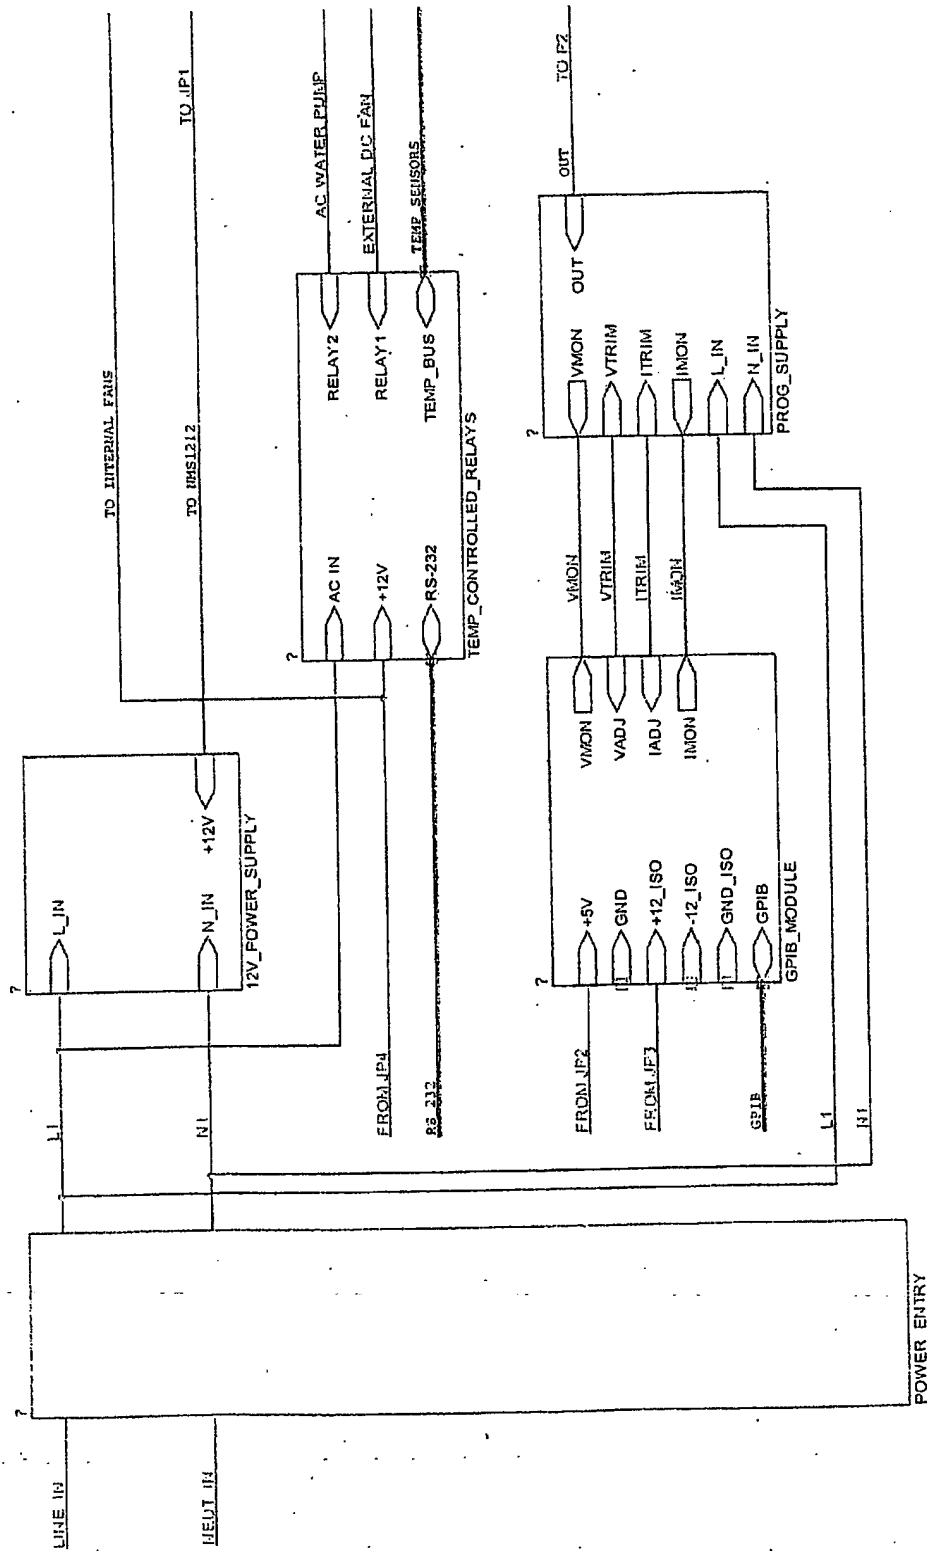 LINE IN
NEUT IN
?
POWER ENTRY
L1
N1
?
L_IN
N_IN
+12V
12V_POWER_SUPPLY
TO INTERNAL FANS
TO HMS1212
TO JP1
FROM JP4
RS_232
?
AC IN
+12V
RS-232
RELAY2
RELAY1
TEMP_BUS
TEMP_CONTROLLED_RELAYS
AC WATER PUMP
EXTERNAL DC FAN
TEMP SENSORS
FROM JP2
FROM JP3
GPIB
?
+5V
GND
+12_ISO
-12_ISO
GND_ISO
GPIB
VMON
VADJ
IADJ
IMON
GPIB_MODULE
VMON
VTRIM
ITRIM
IMON
?
VMON
VTRIM
ITRIM
IMON
L_IN
N_IN
OUT
PROG_SUPPLY
OUT
TO P2
L1
N1